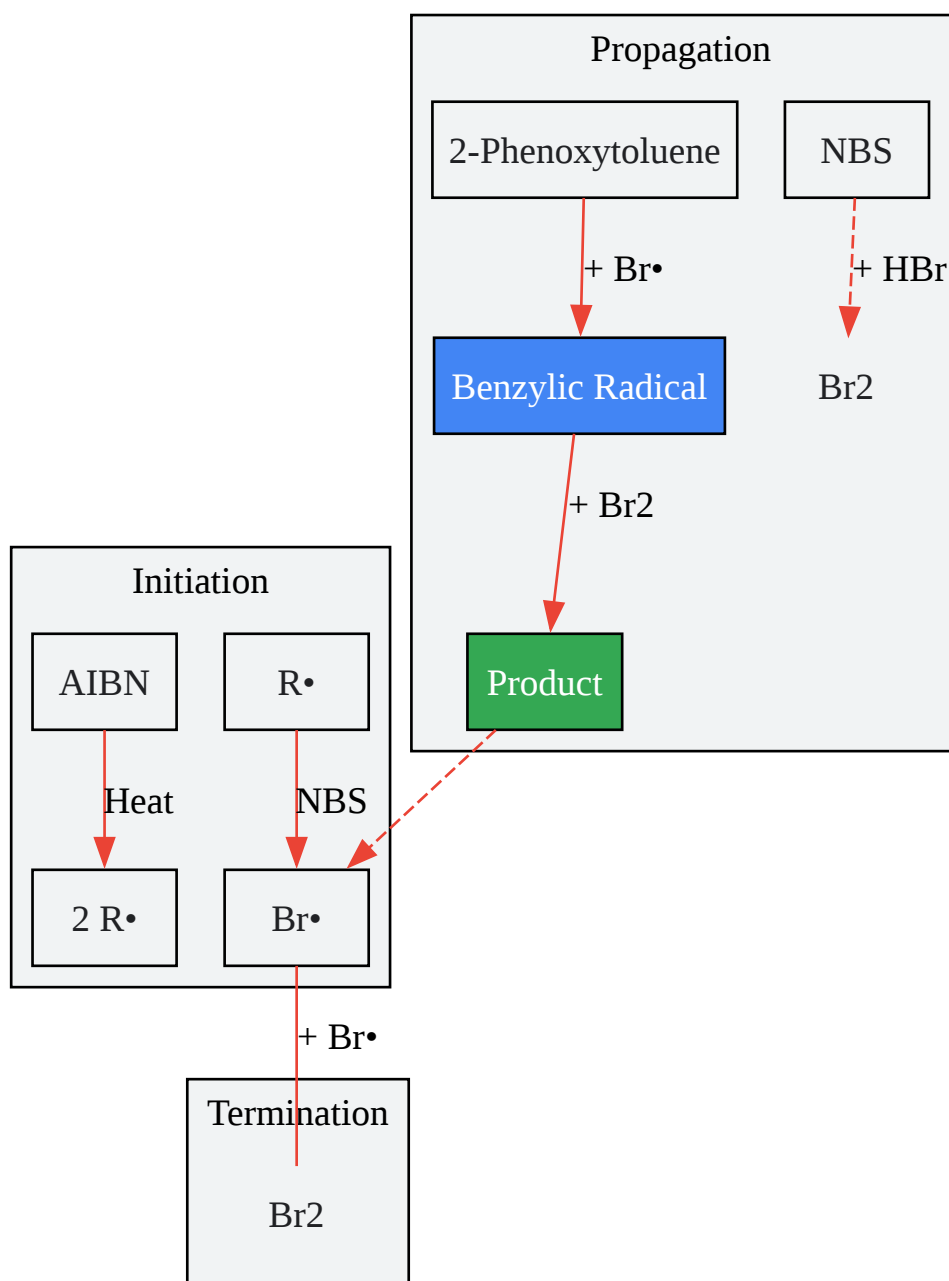 Propagation
2-Phenoxytoluene
NBS
+ Br•
+ HBr
Benzylic Radical
Br2
+ Br2
Product
Initiation
AIBN
R•
Heat
NBS
2 R•
Br•
+ Br•
Termination
Br2